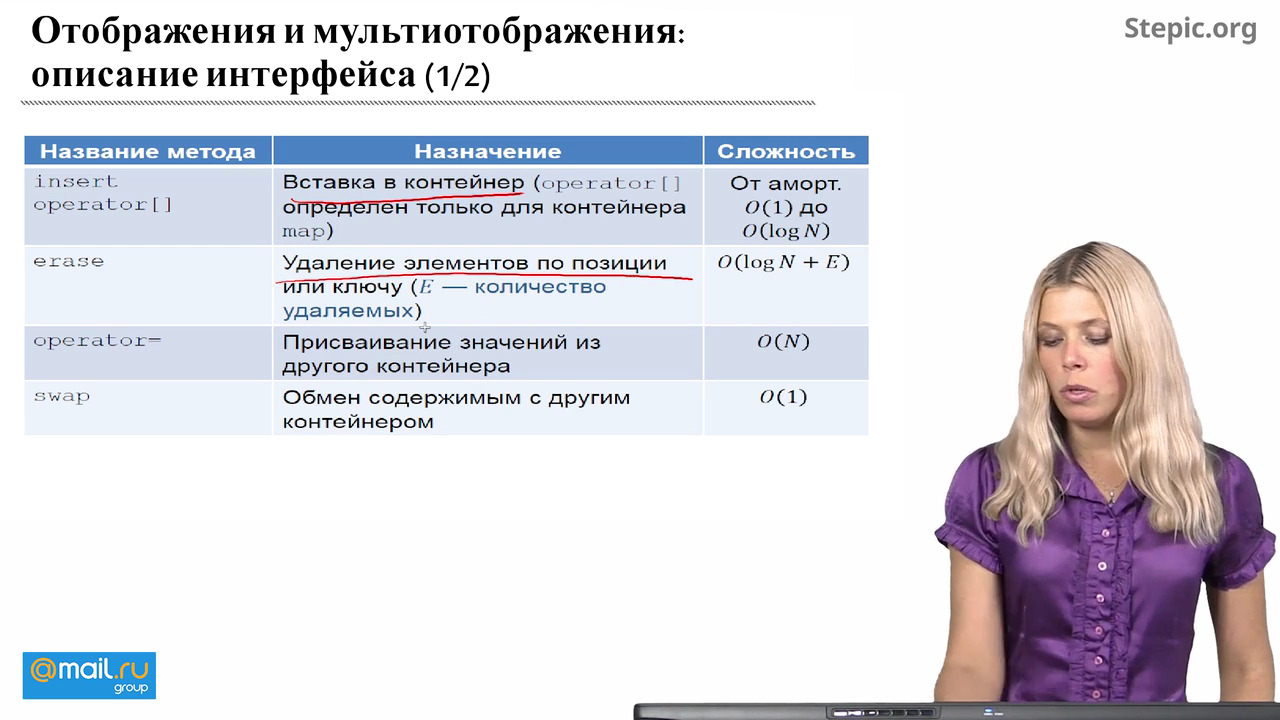 Отображения и мультиотображения:
описание интерфейса (1/2)
Stepic.org
Название метода
Назначение
Сложность
insert
operator[]
Вставка в контейнер (operator[]
определен только для контейнера
map)
От аморт.
O(1) до
O(log N)
erase
Удаление элементов по позиции
или ключу (E — количество
удаляемых)
O(log N + E)
operator=
Присваивание значений из
другого контейнера
O(N)
swap
Обмен содержимым с другим
контейнером
O(1)
@mail.ru
group